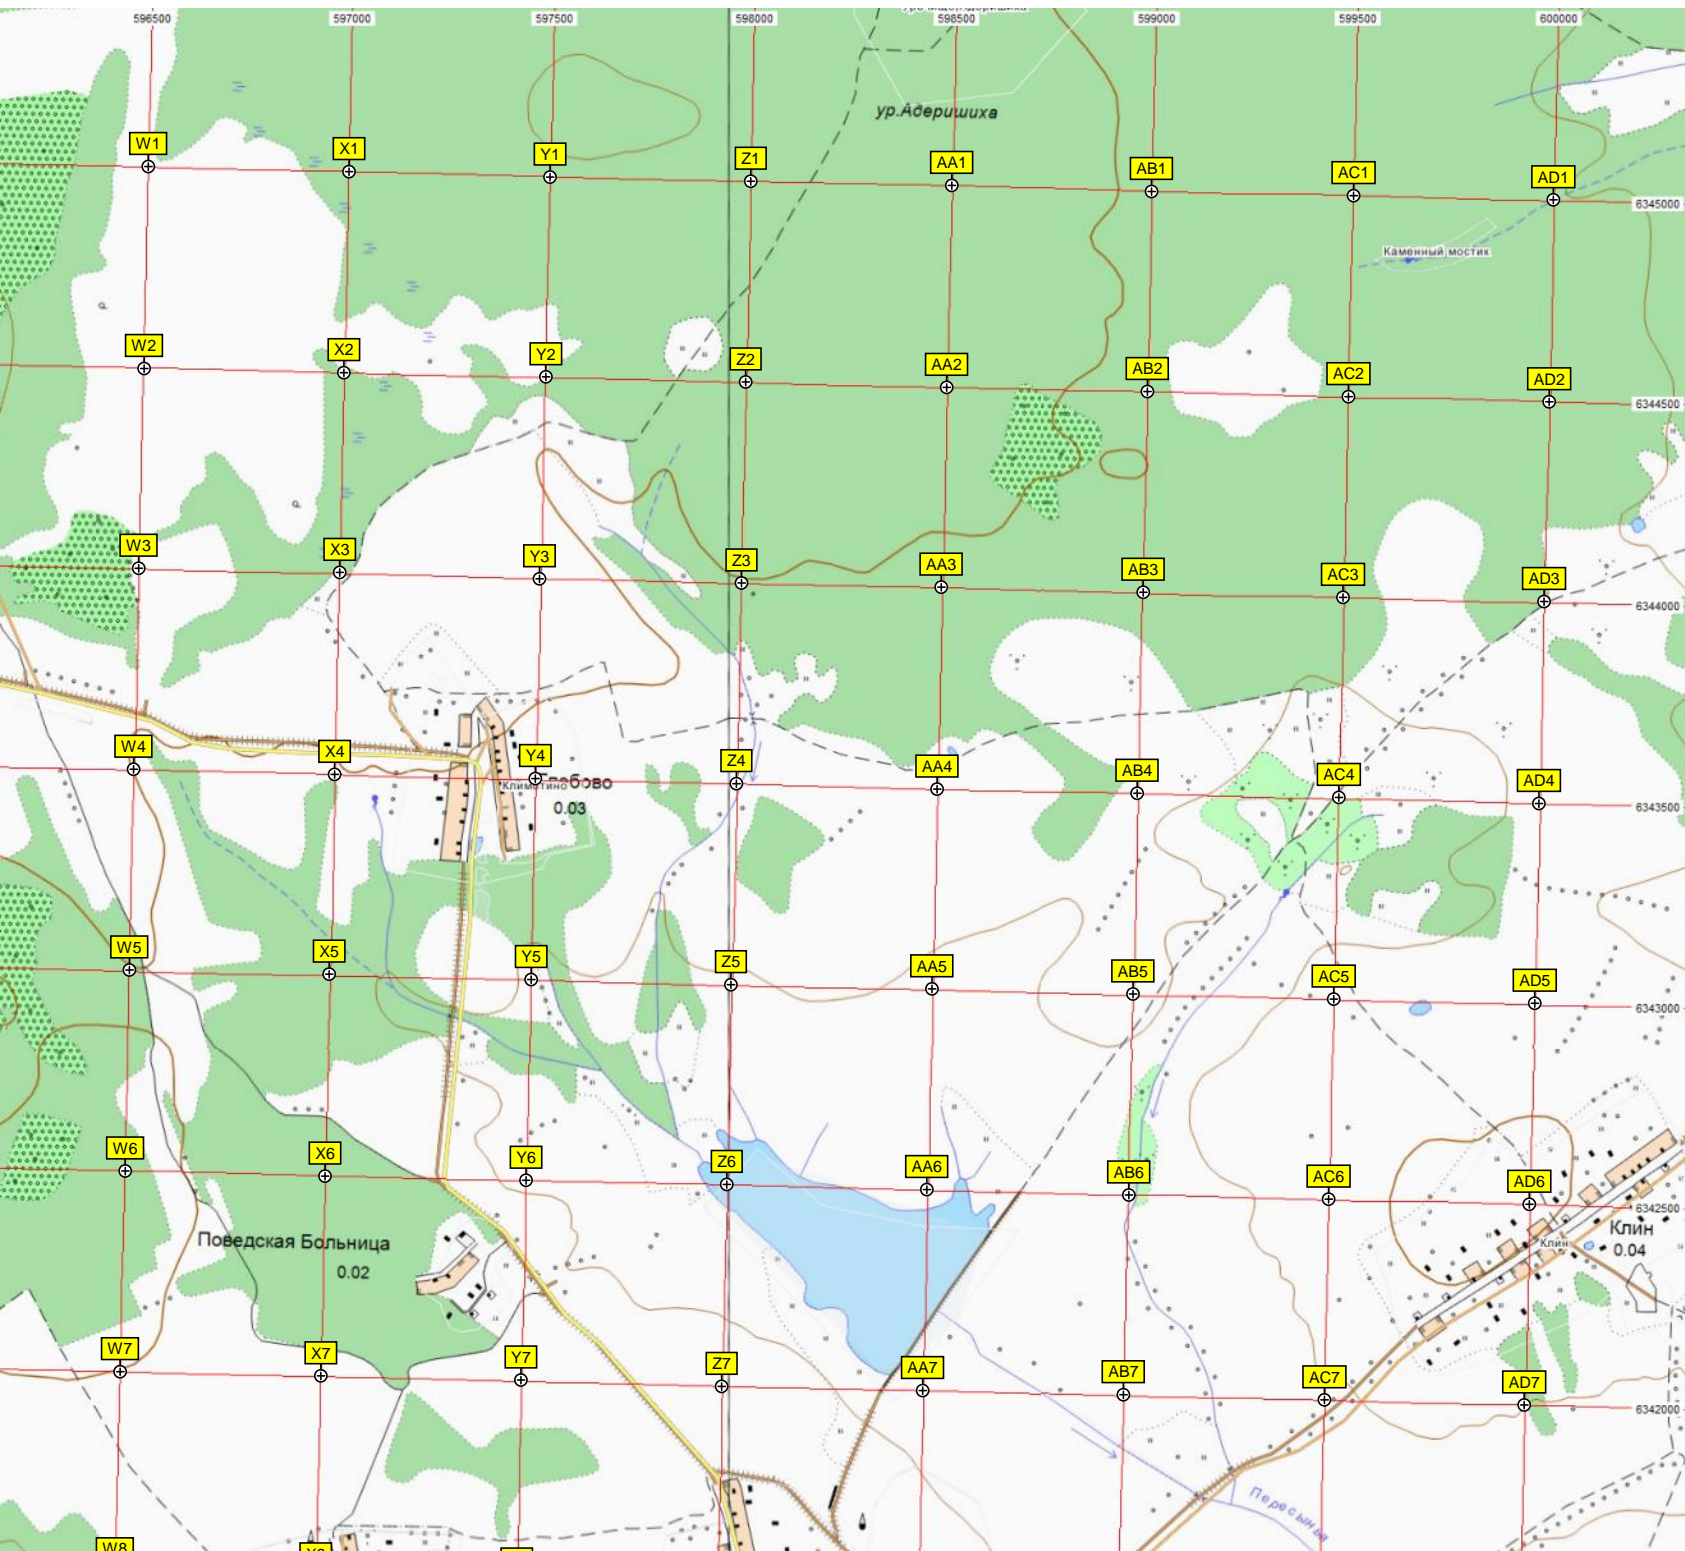 596500 597000 597500 598000 598500 599000 599500 600000
ур.Адеришиха
W1 X1 Y1 Z1 AA1 AB1 AC1 AD1
6345000
Каменный мостик
W2 X2 Y2 Z2 AA2 AB2 AC2 AD2
6344500
W3 X3 Y3 Z3 AA3 AB3 AC3 AD3
6344000
W4 X4 Y4 Z4 AA4 AB4 AC4 AD4
6343500
0.03
W5 X5 Y5 Z5 AA5 AB5 AC5 AD5
6343000
W6 X6 Y6 Z6 AA6 AB6 AC6 AD6
6342500
Поведская Больница
0.02
Клин
Клин
0.04
W7 X7 Y7 Z7 AA7 AB7 AC7 AD7
6342000
Пересынья
W8